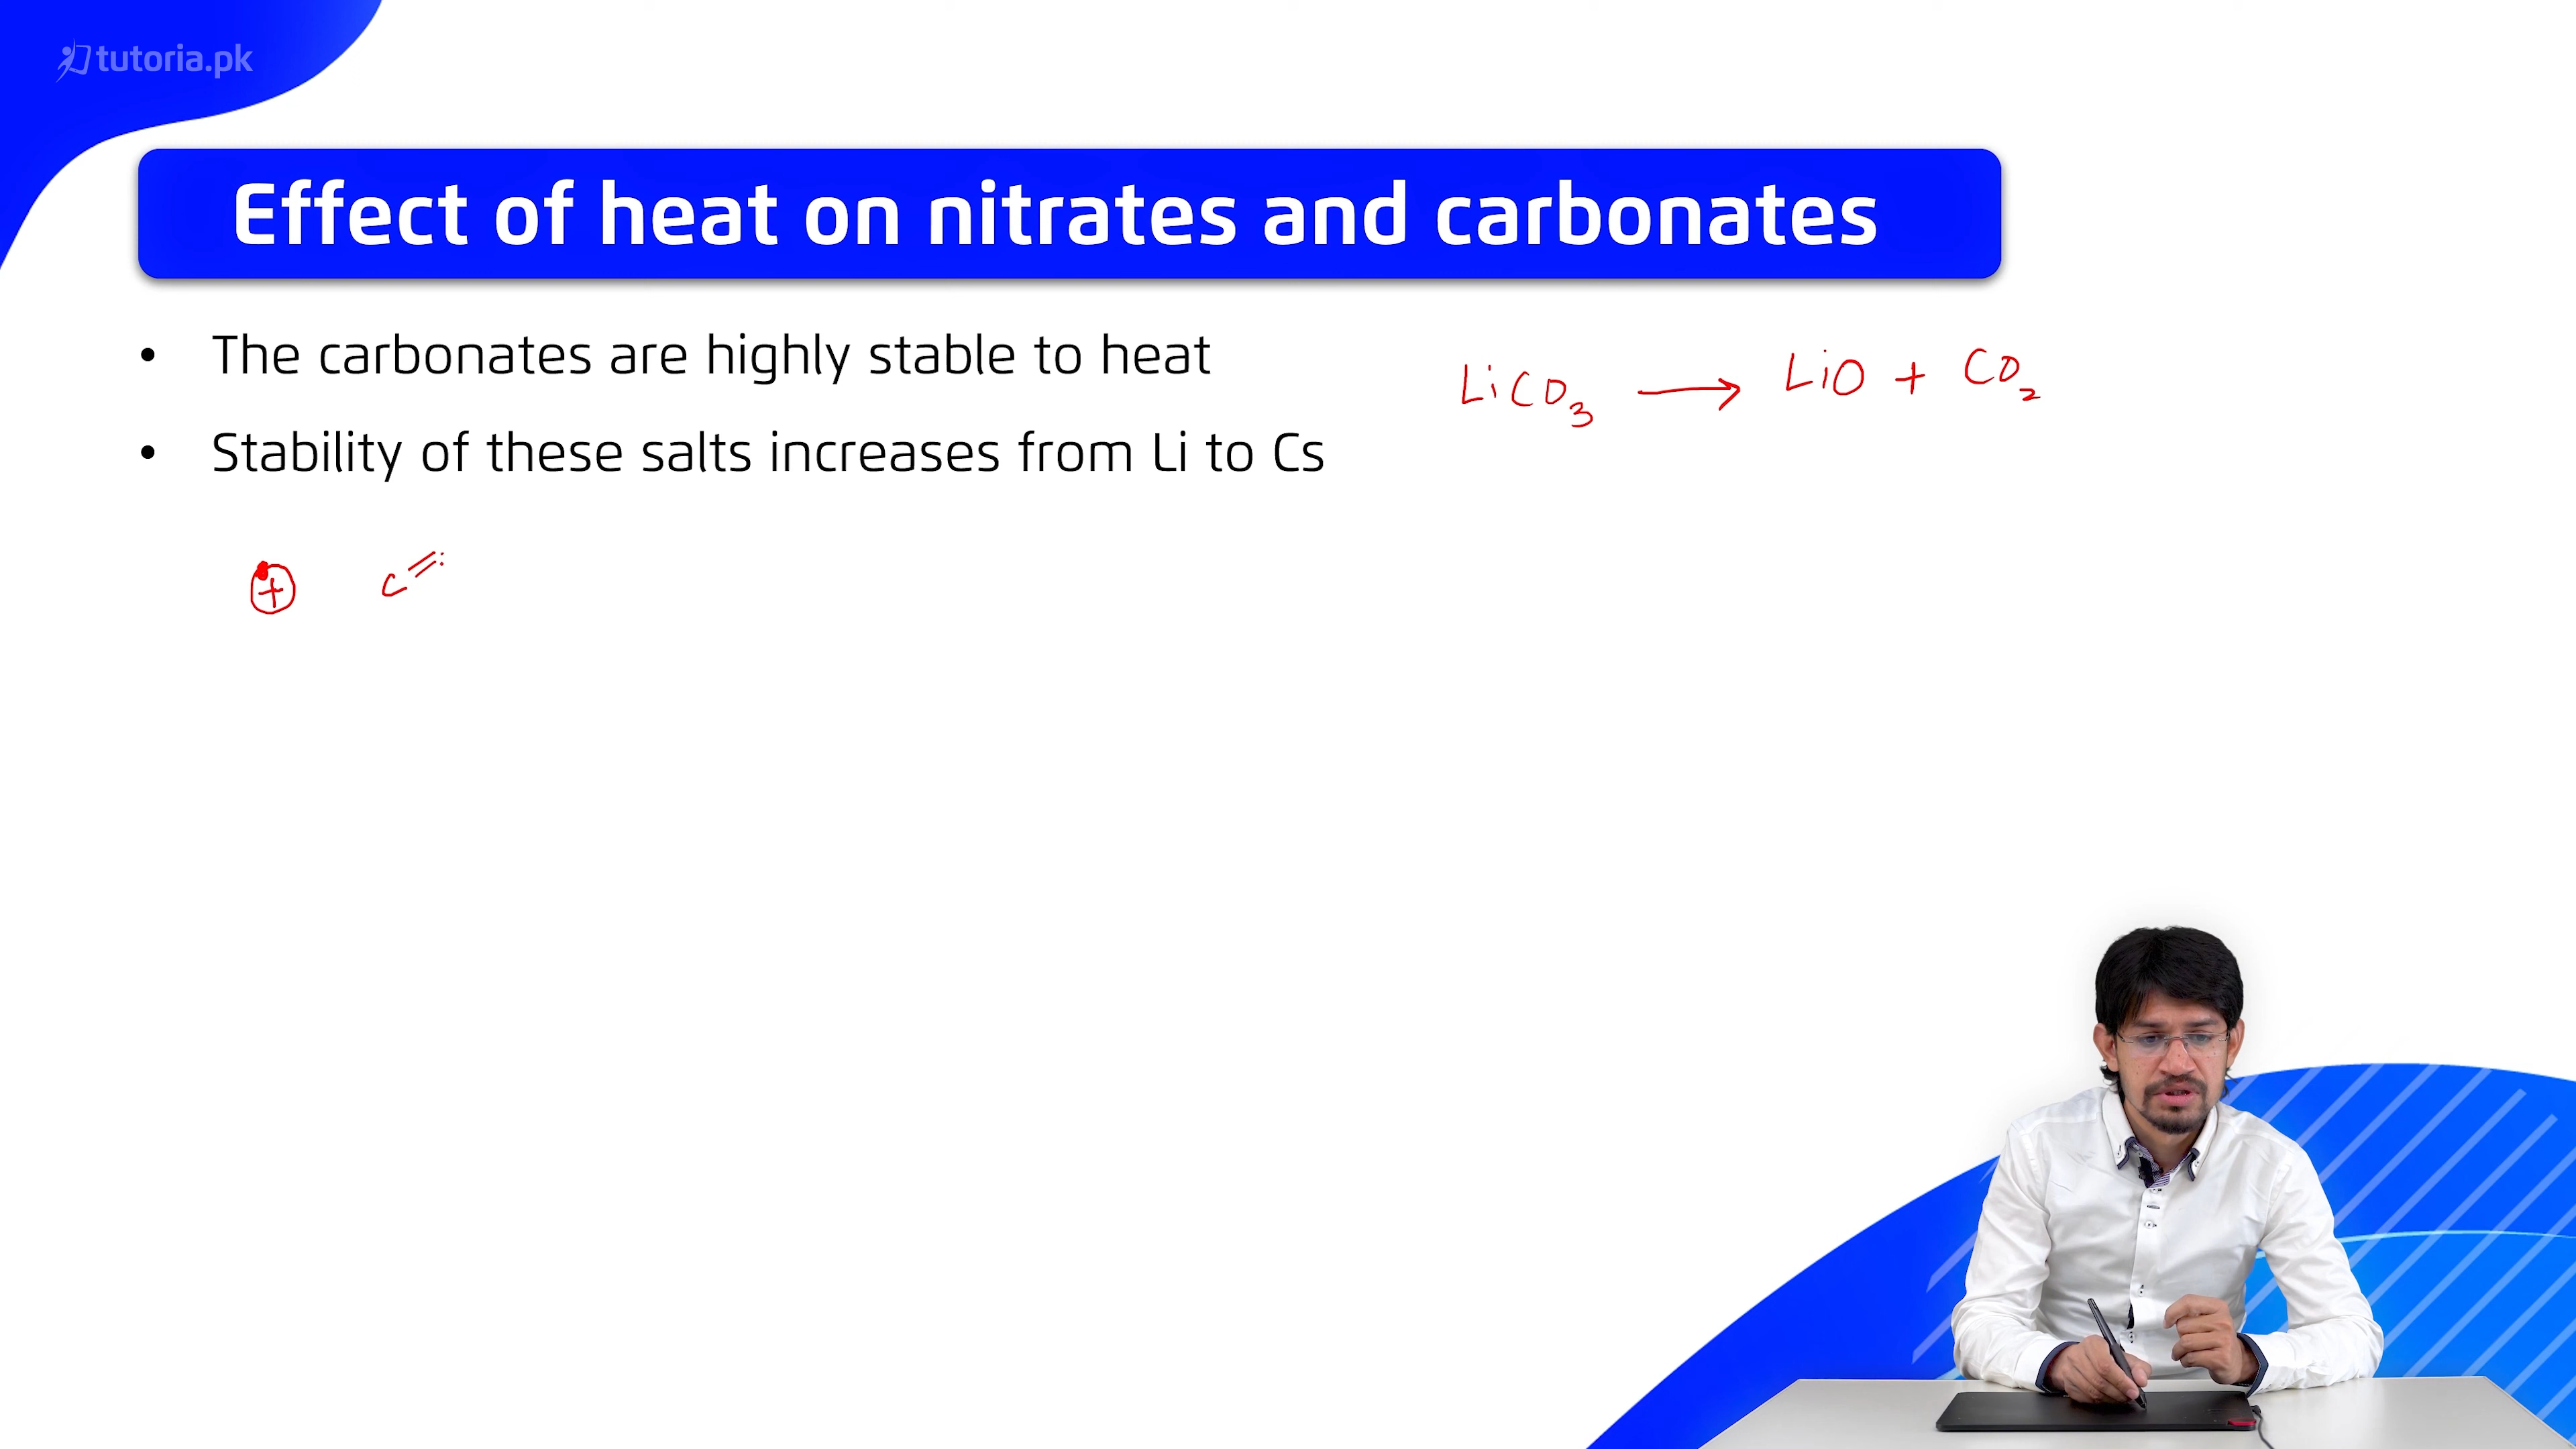 tutoria.pk
Effect of heat on nitrates and carbonates
• The carbonates are highly stable to heat
LiCO₃ → LiO + CO₂
• Stability of these salts increases from Li to Cs
+ C